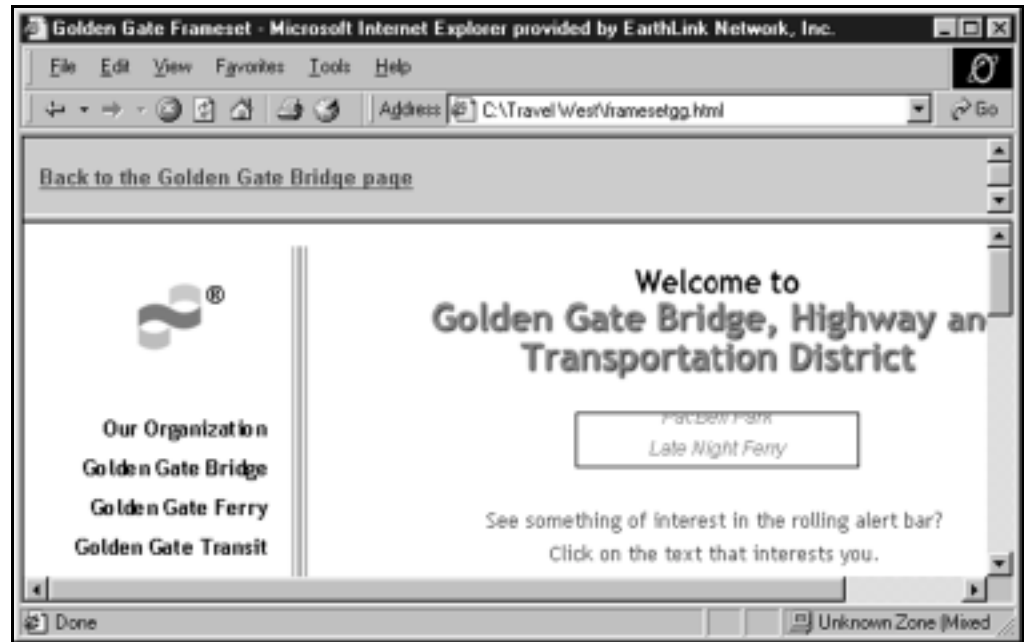 Golden Gate Frameset - Microsoft Internet Explorer provided by EarthLink Network, Inc.
File Edit View Favorites Tools Help
Address C:\Travel West\framesetgg.html Go
Back to the Golden Gate Bridge page
®
Welcome to
Golden Gate Bridge, Highway an
Transportation District
PacBell Park
Late Night Ferry
Our Organization
Golden Gate Bridge
Golden Gate Ferry
Golden Gate Transit
See something of interest in the rolling alert bar?
Click on the text that interests you.
Done
Unknown Zone (Mixed